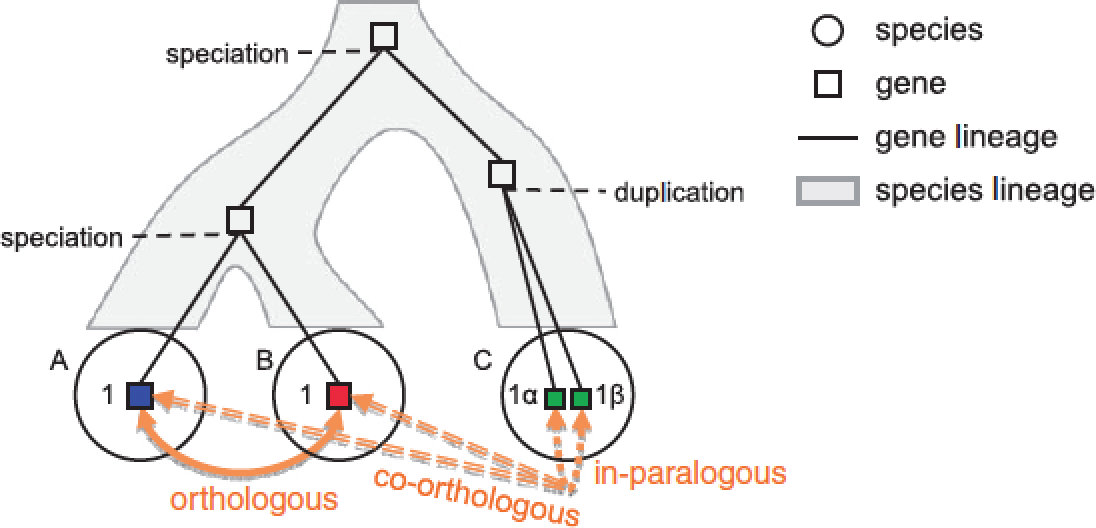 speciation
species
gene
gene lineage
species lineage
duplication
speciation
A
B
C
1
1
1α
1β
in-paralogous
co-orthologous
orthologous